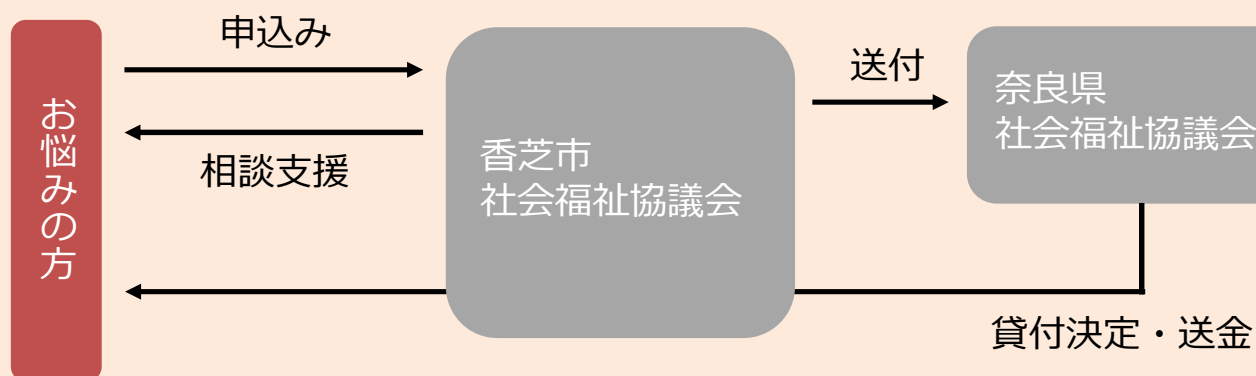 お悩みの方
申込み
相談支援
香芝市
社会福祉協議会
送付
奈良県
社会福祉協議会
貸付決定・送金